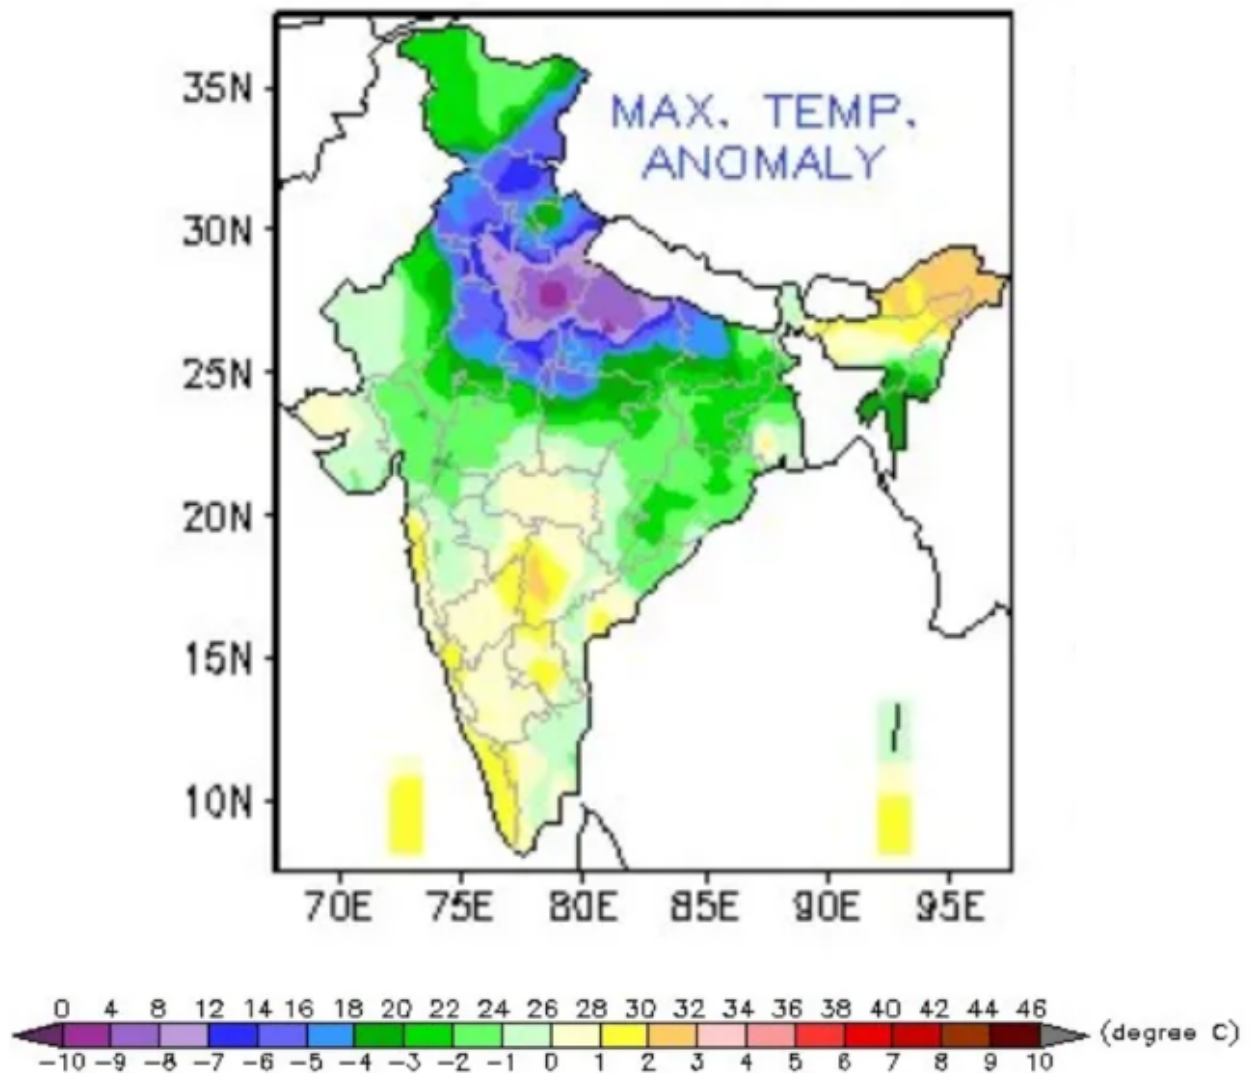 MAX. TEMP.
ANOMALY
35N
30N
25N
20N
15N
10N
70E 75E 80E 85E 90E 95E
0 4 8 12 14 16 18 20 22 24 26 28 30 32 34 36 38 40 42 44 46
(degree C)
-10 -9 -8 -7 -6 -5 -4 -3 -2 -1 0 1 2 3 4 5 6 7 8 9 10